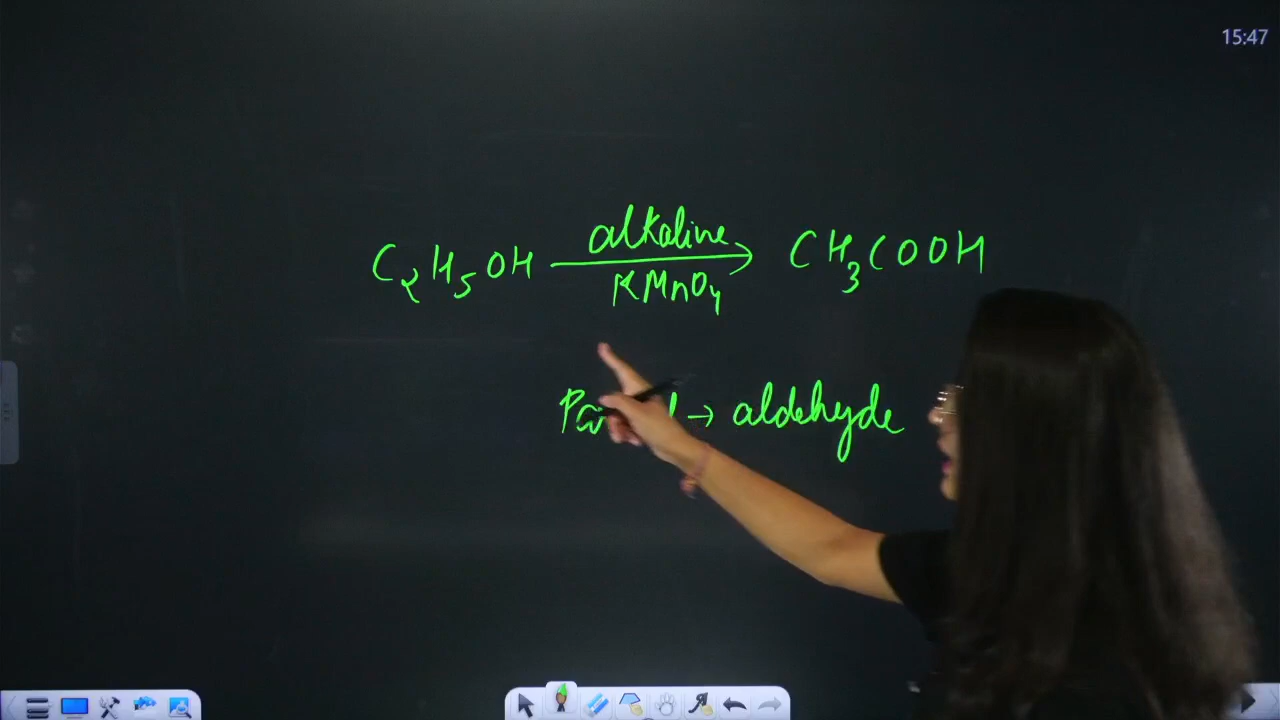 15:47
alkaline
C₂H₅OH → CH₃COOH
KMnO₄
→ aldehyde